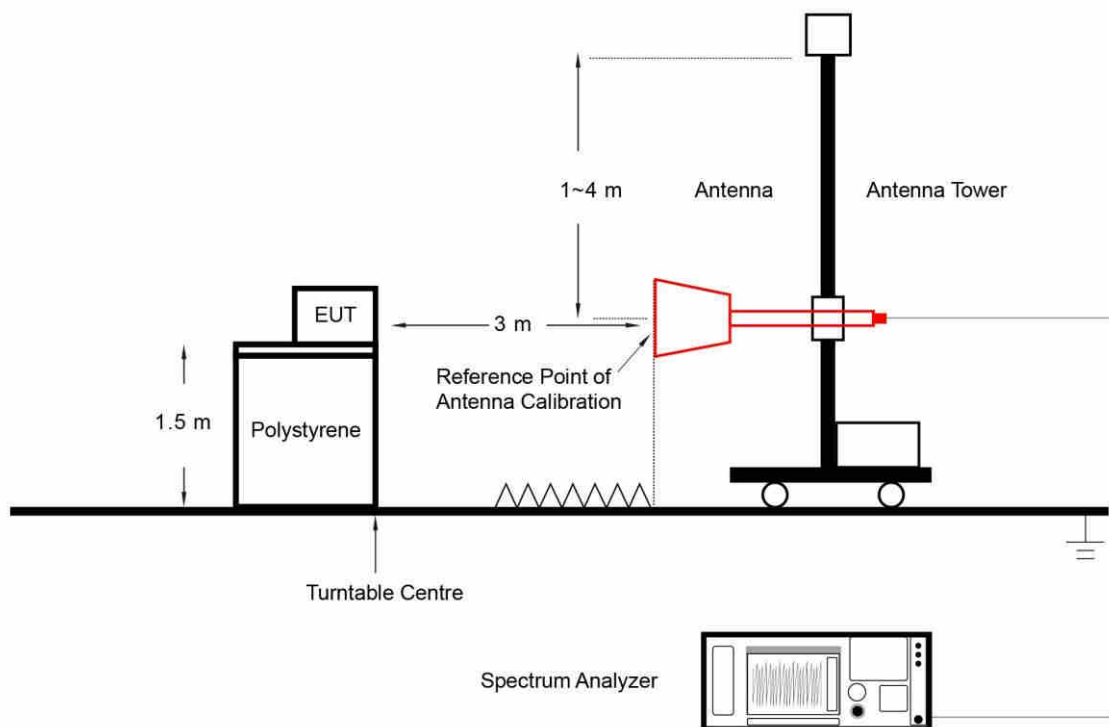 1~4 m
Antenna
Antenna Tower
EUT
3 m
Reference Point of
Antenna Calibration
1.5 m
Polystyrene
Turntable Centre
Spectrum Analyzer